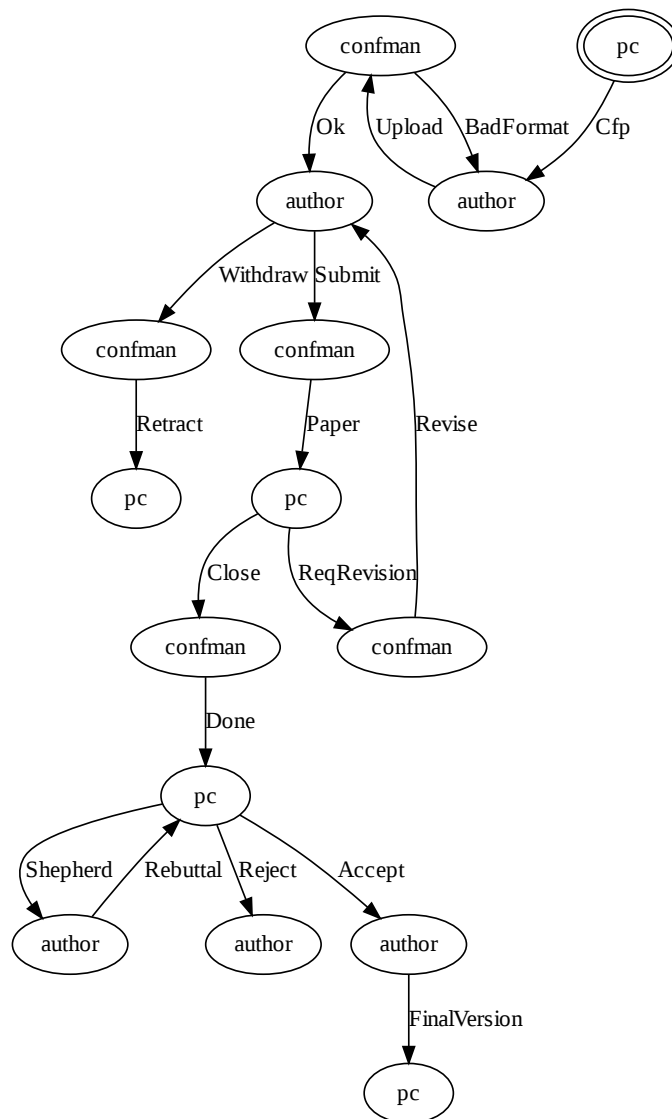 confman
pc
Ok
Upload
BadFormat
Cfp
author
author
Withdraw
Submit
confman
confman
Retract
Paper
Revise
pc
pc
Close
ReqRevision
confman
confman
Done
pc
Shepherd
Rebuttal
Reject
Accept
author
author
author
FinalVersion
pc